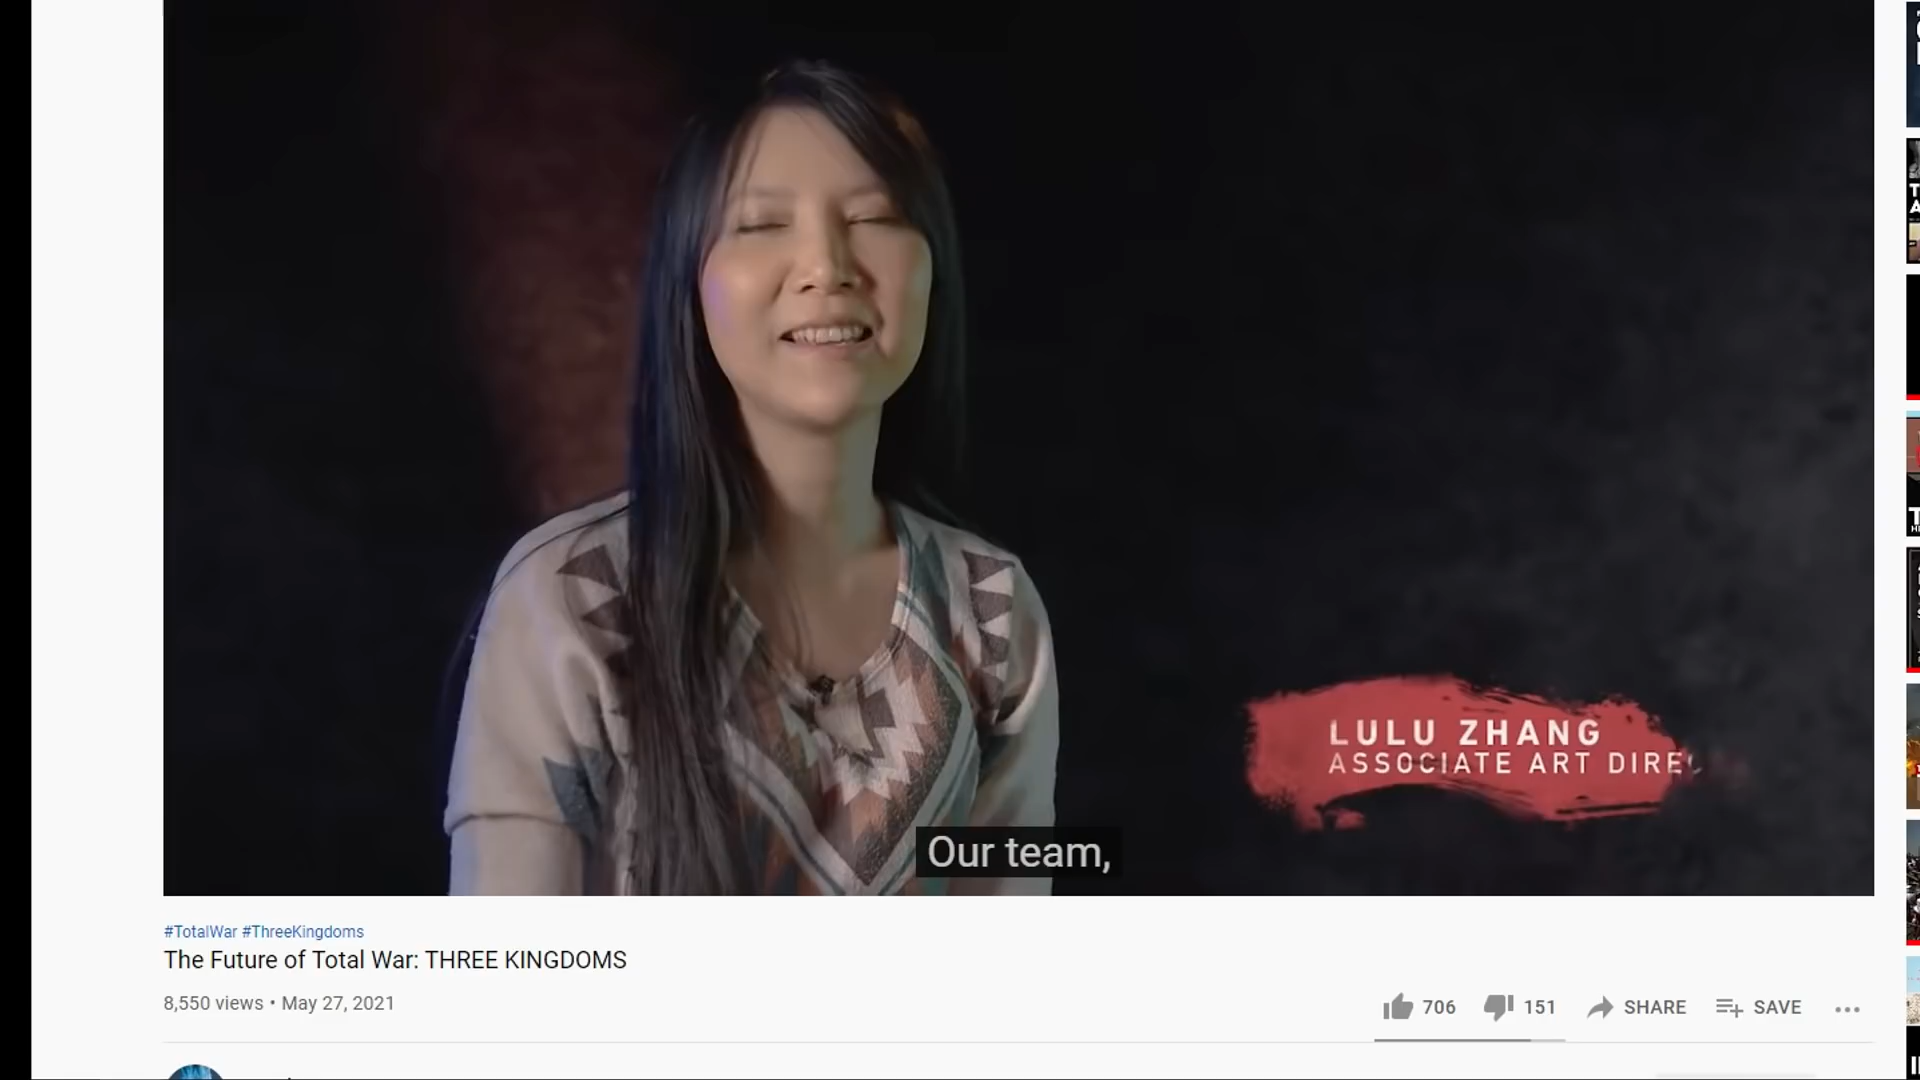 LULU ZHANG
ASSOCIATE ART DIREC
Our team,
#TotalWar #ThreeKingdoms
The Future of Total War: THREE KINGDOMS
8,550 views • May 27, 2021
706 151 SHARE SAVE